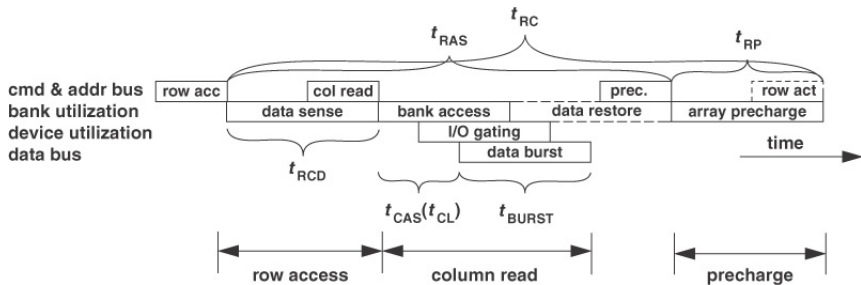 tRC
tRAS
tRP
cmd & addr bus row acc col read prec. row act
bank utilization data sense bank access data restore array precharge
device utilization I/O gating
data bus data burst time
tRCD
tCAS(tCL) tBURST
row access column read precharge